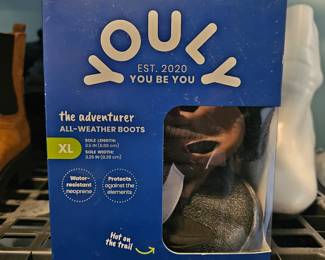 YOULY
EST. 2020
YOU BE YOU
the adventurer
ALL-WEATHER BOOTS
XL
SOLE LENGTH:
SOLE WIDTH:
Water-
resistant
neoprene
Protects
against the
elements
Hot on
the trail